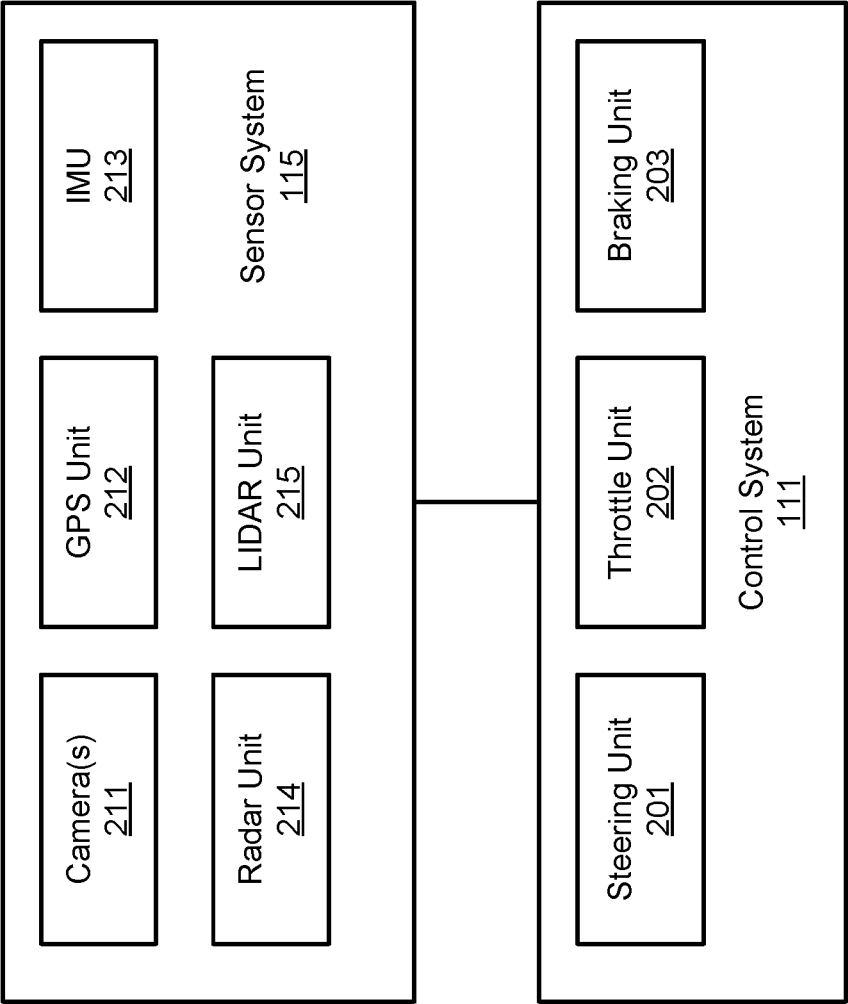 Camera(s)
211
GPS Unit
212
IMU
213
Radar Unit
214
LIDAR Unit
215
Sensor System
115
Steering Unit
201
Throttle Unit
202
Braking Unit
203
Control System
111